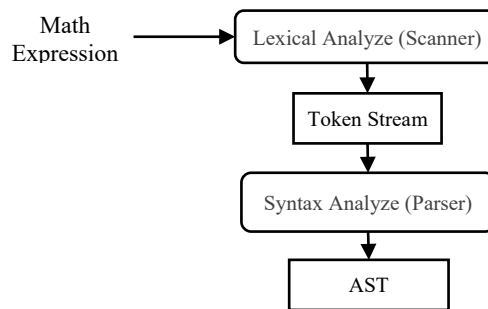 Math
Expression
Lexical Analyze (Scanner)
Token Stream
Syntax Analyze (Parser)
AST